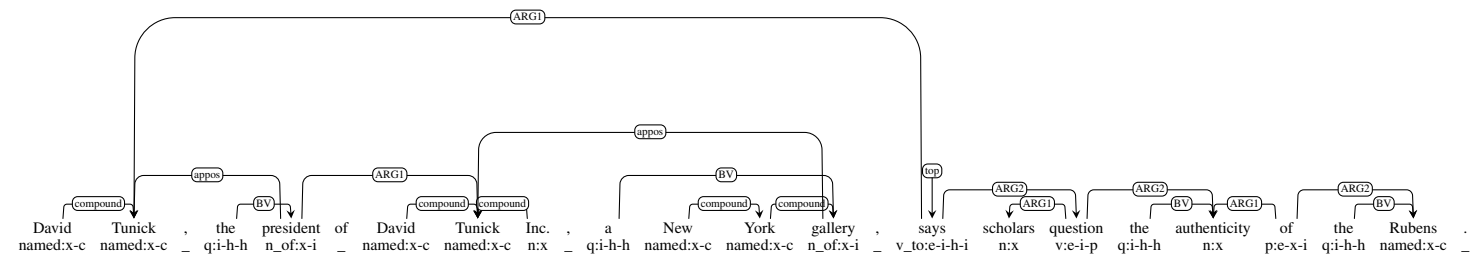 ARG1
appos
appos BV top
compound BV ARG1 compound compound compound compound ARG2 ARG1 ARG2 BV ARG1 ARG2 BV
David Tunick , the president of David Tunick Inc. , a New York gallery , says scholars question the authenticity of the Rubens .
named:x-c named:x-c _ q:i-h-h n_of:x-i _ named:x-c named:x-c n:x _ q:i-h-h named:x-c named:x-c n_of:x-i _ v_to:e-i-h-i n:x v:e-i-p q:i-h-h n:x p:e-x-i q:i-h-h named:x-c _